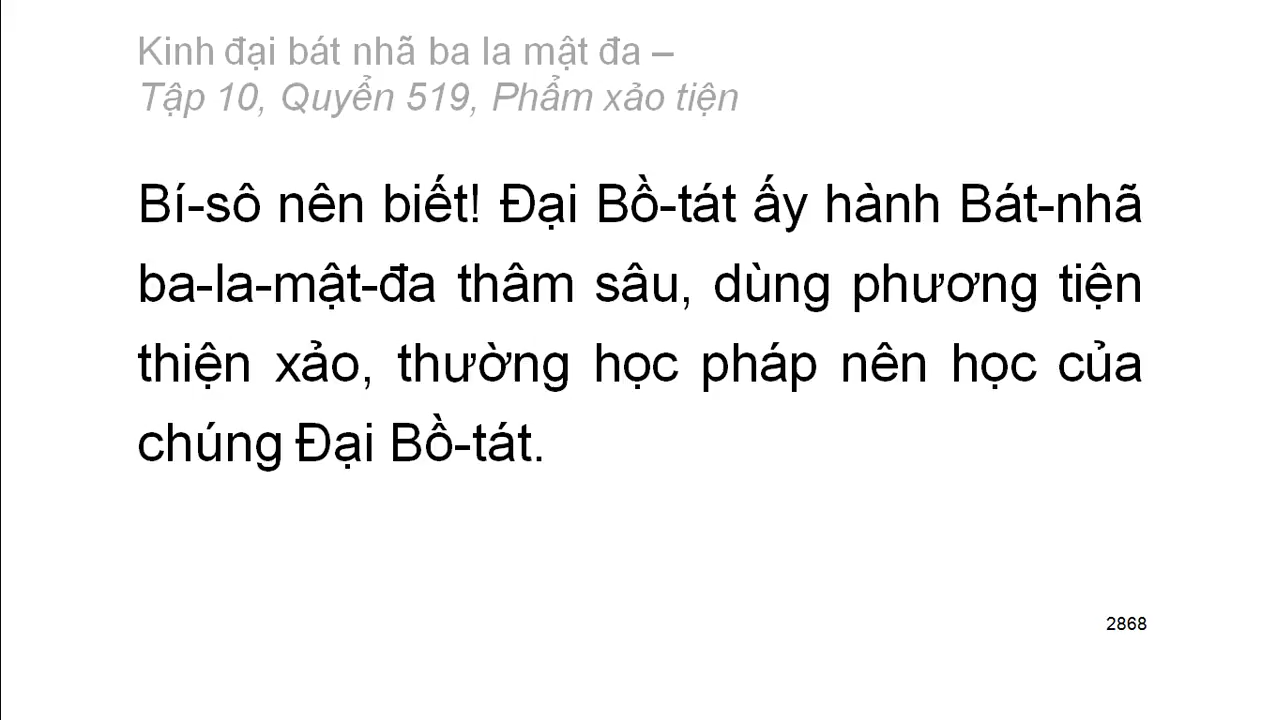 Kinh đại bát nhã ba la mật đa –
Tập 10, Quyển 519, Phẩm xảo tiện
Bí-sô nên biết! Đại Bồ-tát ấy hành Bát-nhã
ba-la-mật-đa thâm sâu, dùng phương tiện
thiện xảo, thường học pháp nên học của
chúng Đại Bồ-tát.
2868